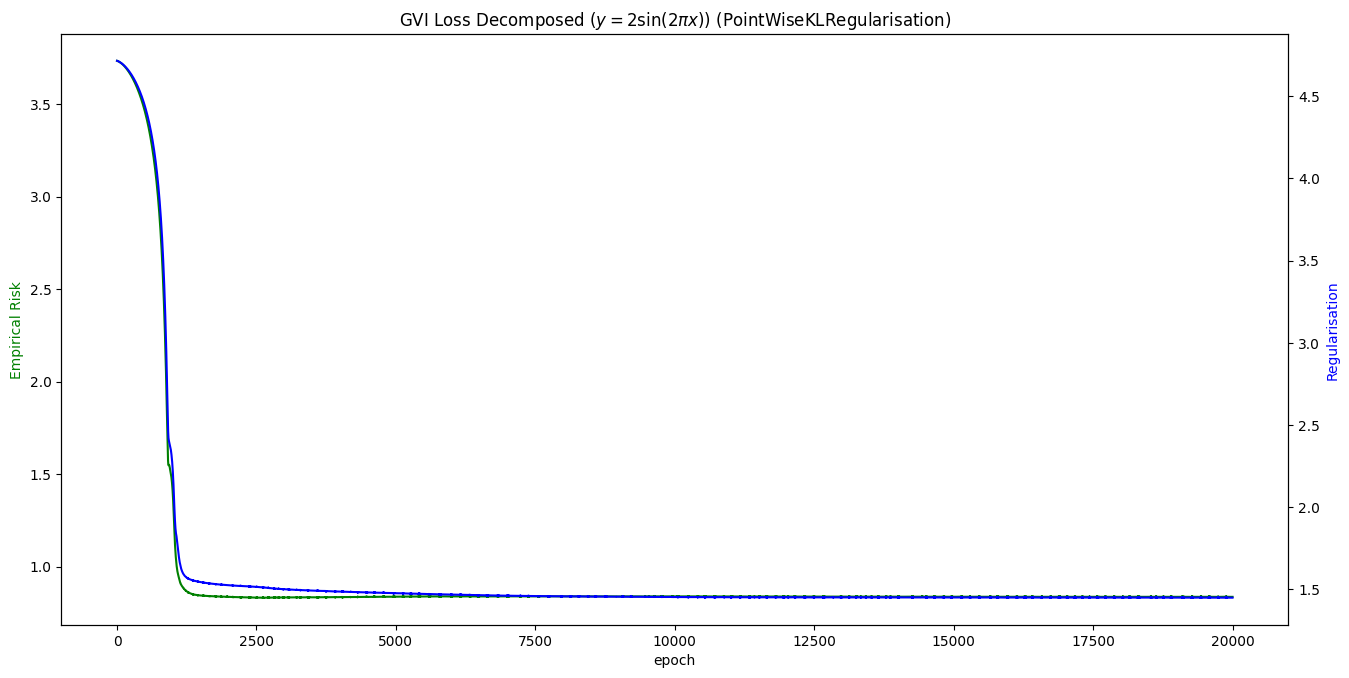 GVI Loss Decomposed (y = 2sin(2πx)) (PointWiseKLRegularisation)
Empirical Risk
3.5
3.0
2.5
2.0
1.5
1.0
4.5
4.0
3.5
3.0
2.5
2.0
1.5
Regularisation
0 2500 5000 7500 10000 12500 15000 17500 20000
epoch